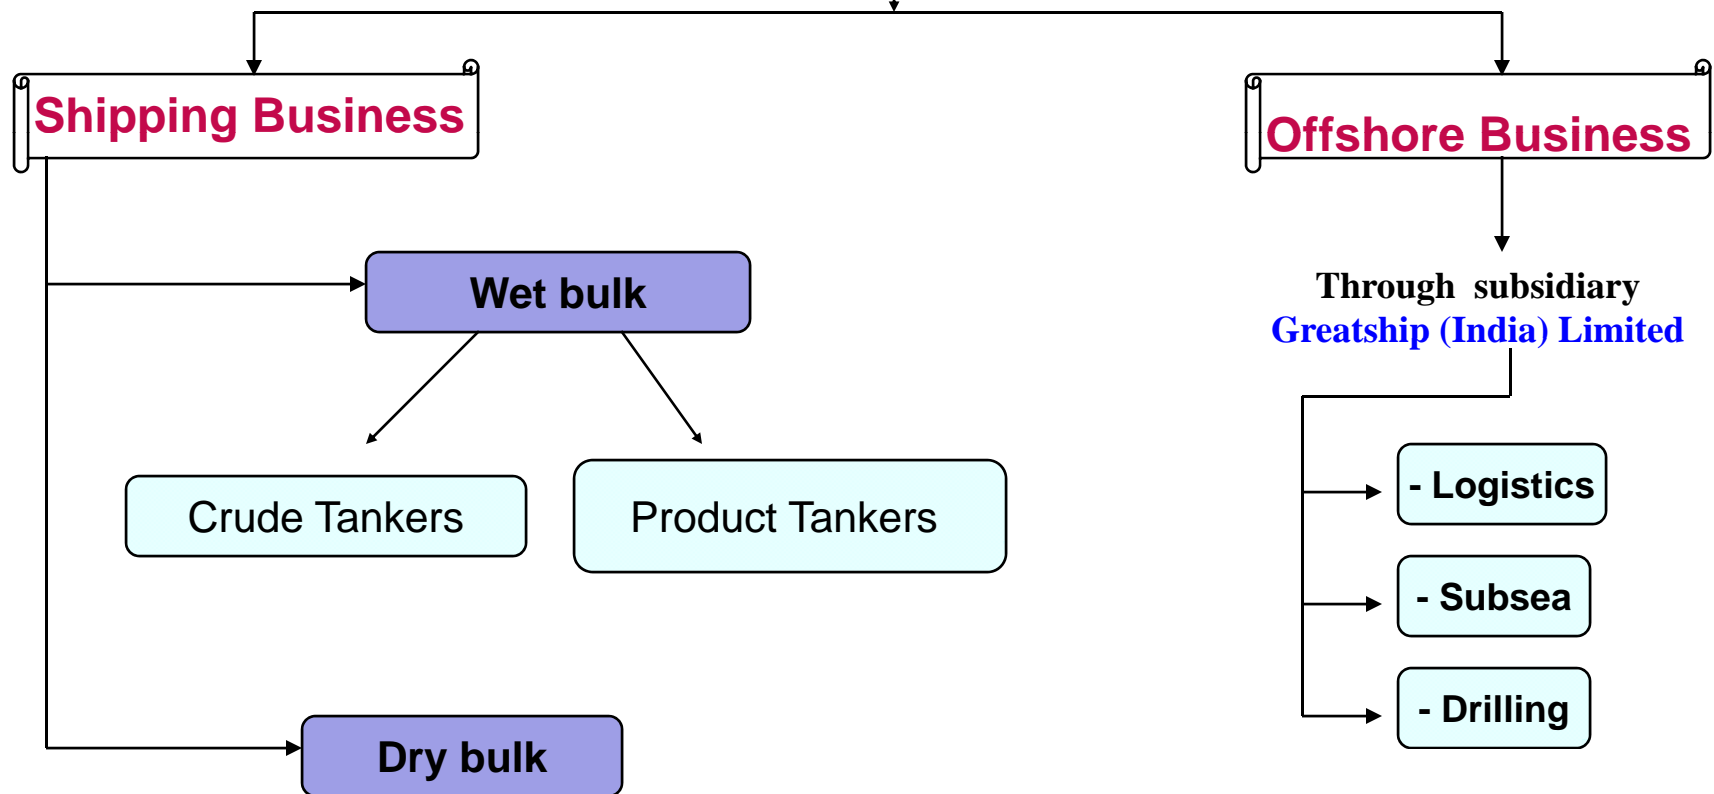 Shipping Business
Offshore Business
Wet bulk
Through subsidiary
Greatship (India) Limited
Crude Tankers
Product Tankers
- Logistics
- Subsea
- Drilling
Dry bulk